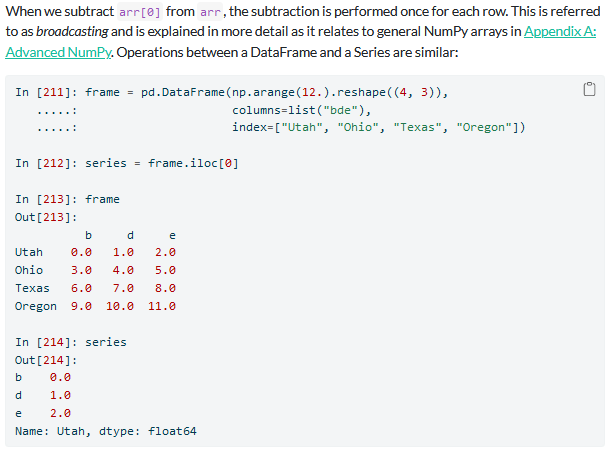 When we subtract arr[0] from arr, the subtraction is performed once for each row. This is referred
to as broadcasting and is explained in more detail as it relates to general NumPy arrays in Appendix A:
Advanced NumPy. Operations between a DataFrame and a Series are similar:
In [211]: frame = pd.DataFrame(np.arange(12.).reshape((4, 3)),
   .....:                      columns=list("bde"),
   .....:                      index=["Utah", "Ohio", "Texas", "Oregon"])
In [212]: series = frame.iloc[0]
In [213]: frame
Out[213]:
          b     d     e
Utah    0.0   1.0   2.0
Ohio    3.0   4.0   5.0
Texas   6.0   7.0   8.0
Oregon  9.0  10.0  11.0
In [214]: series
Out[214]:
b    0.0
d    1.0
e    2.0
Name: Utah, dtype: float64